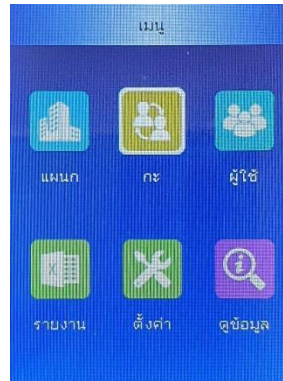 เมนู
แผนก กะ ผู้ใช้
รายงาน ตั้งค่า ดูข้อมูล